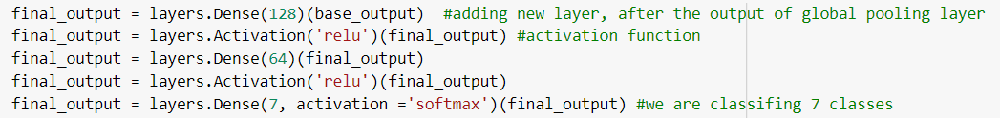 final_output = layers.Dense(128)(base_output)  #adding new layer, after the output of global pooling layer
final_output = layers.Activation('relu')(final_output) #activation function
final_output = layers.Dense(64)(final_output)
final_output = layers.Activation('relu')(final_output)
final_output = layers.Dense(7, activation ='softmax')(final_output) #we are classifing 7 classes